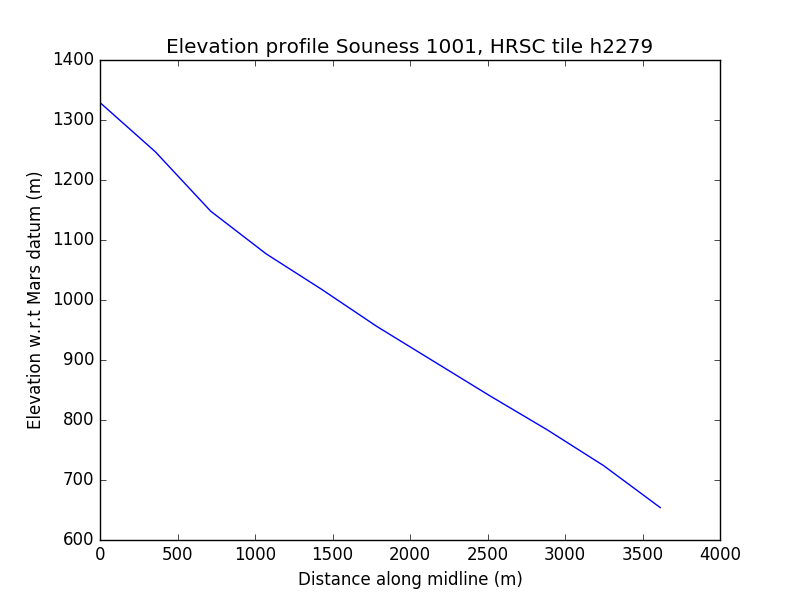 Elevation profile Souness 1001, HRSC tile h2279
1400
1300
1200
1100
1000
900
800
700
600
Elevation w.r.t Mars datum (m)
0 500 1000 1500 2000 2500 3000 3500 4000
Distance along midline (m)